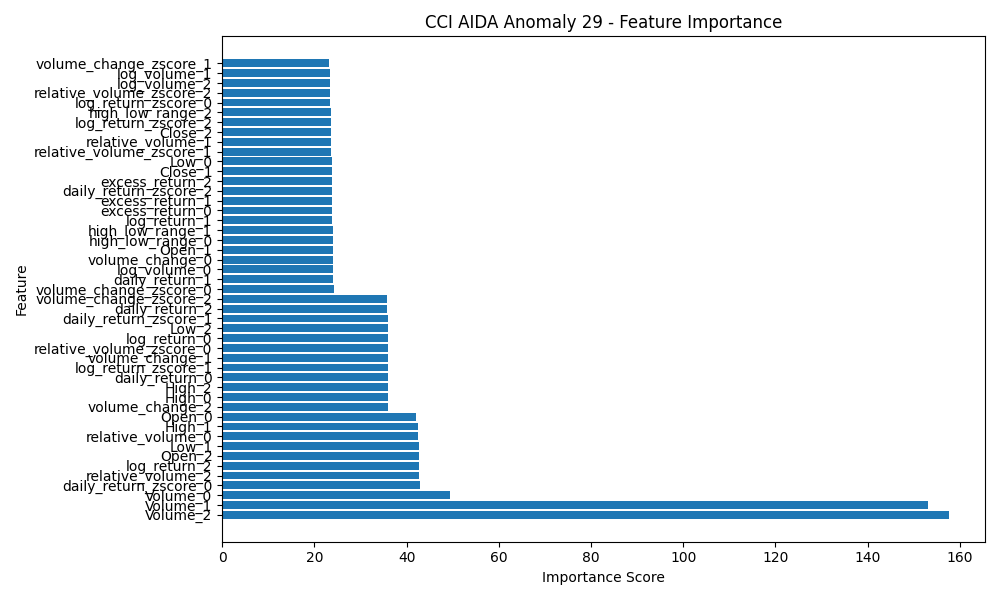 CCI AIDA Anomaly 29 - Feature Importance
volume_change_zscore_1
log_volume_1
log_volume_2
relative_volume_zscore_2
log_return_zscore_0
high_low_range_2
log_return_zscore_2
Close_2
relative_volume_1
relative_volume_zscore_1
Low_0
Close_1
excess_return_2
daily_return_zscore_2
excess_return_1
excess_return_0
log_return_1
high_low_range_1
high_low_range_0
Open_1
volume_change_0
log_volume_0
daily_return_1
volume_change_zscore_0
volume_change_zscore_2
daily_return_2
daily_return_zscore_1
Low_2
log_return_0
relative_volume_zscore_0
volume_change_1
log_return_zscore_1
daily_return_0
High_2
High_0
volume_change_2
Open_0
High_1
relative_volume_0
Low_1
Open_2
log_return_2
relative_volume_2
daily_return_zscore_0
Volume_0
Volume_1
Volume_2
Feature
0 20 40 60 80 100 120 140 160
Importance Score